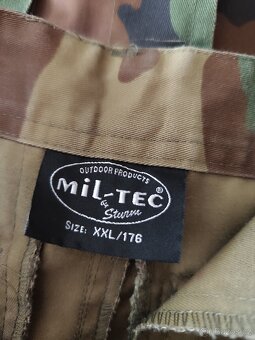 OUTDOOR PRODUCTS
MiL-TEC®
by Sturm
SIZE: XXL/176